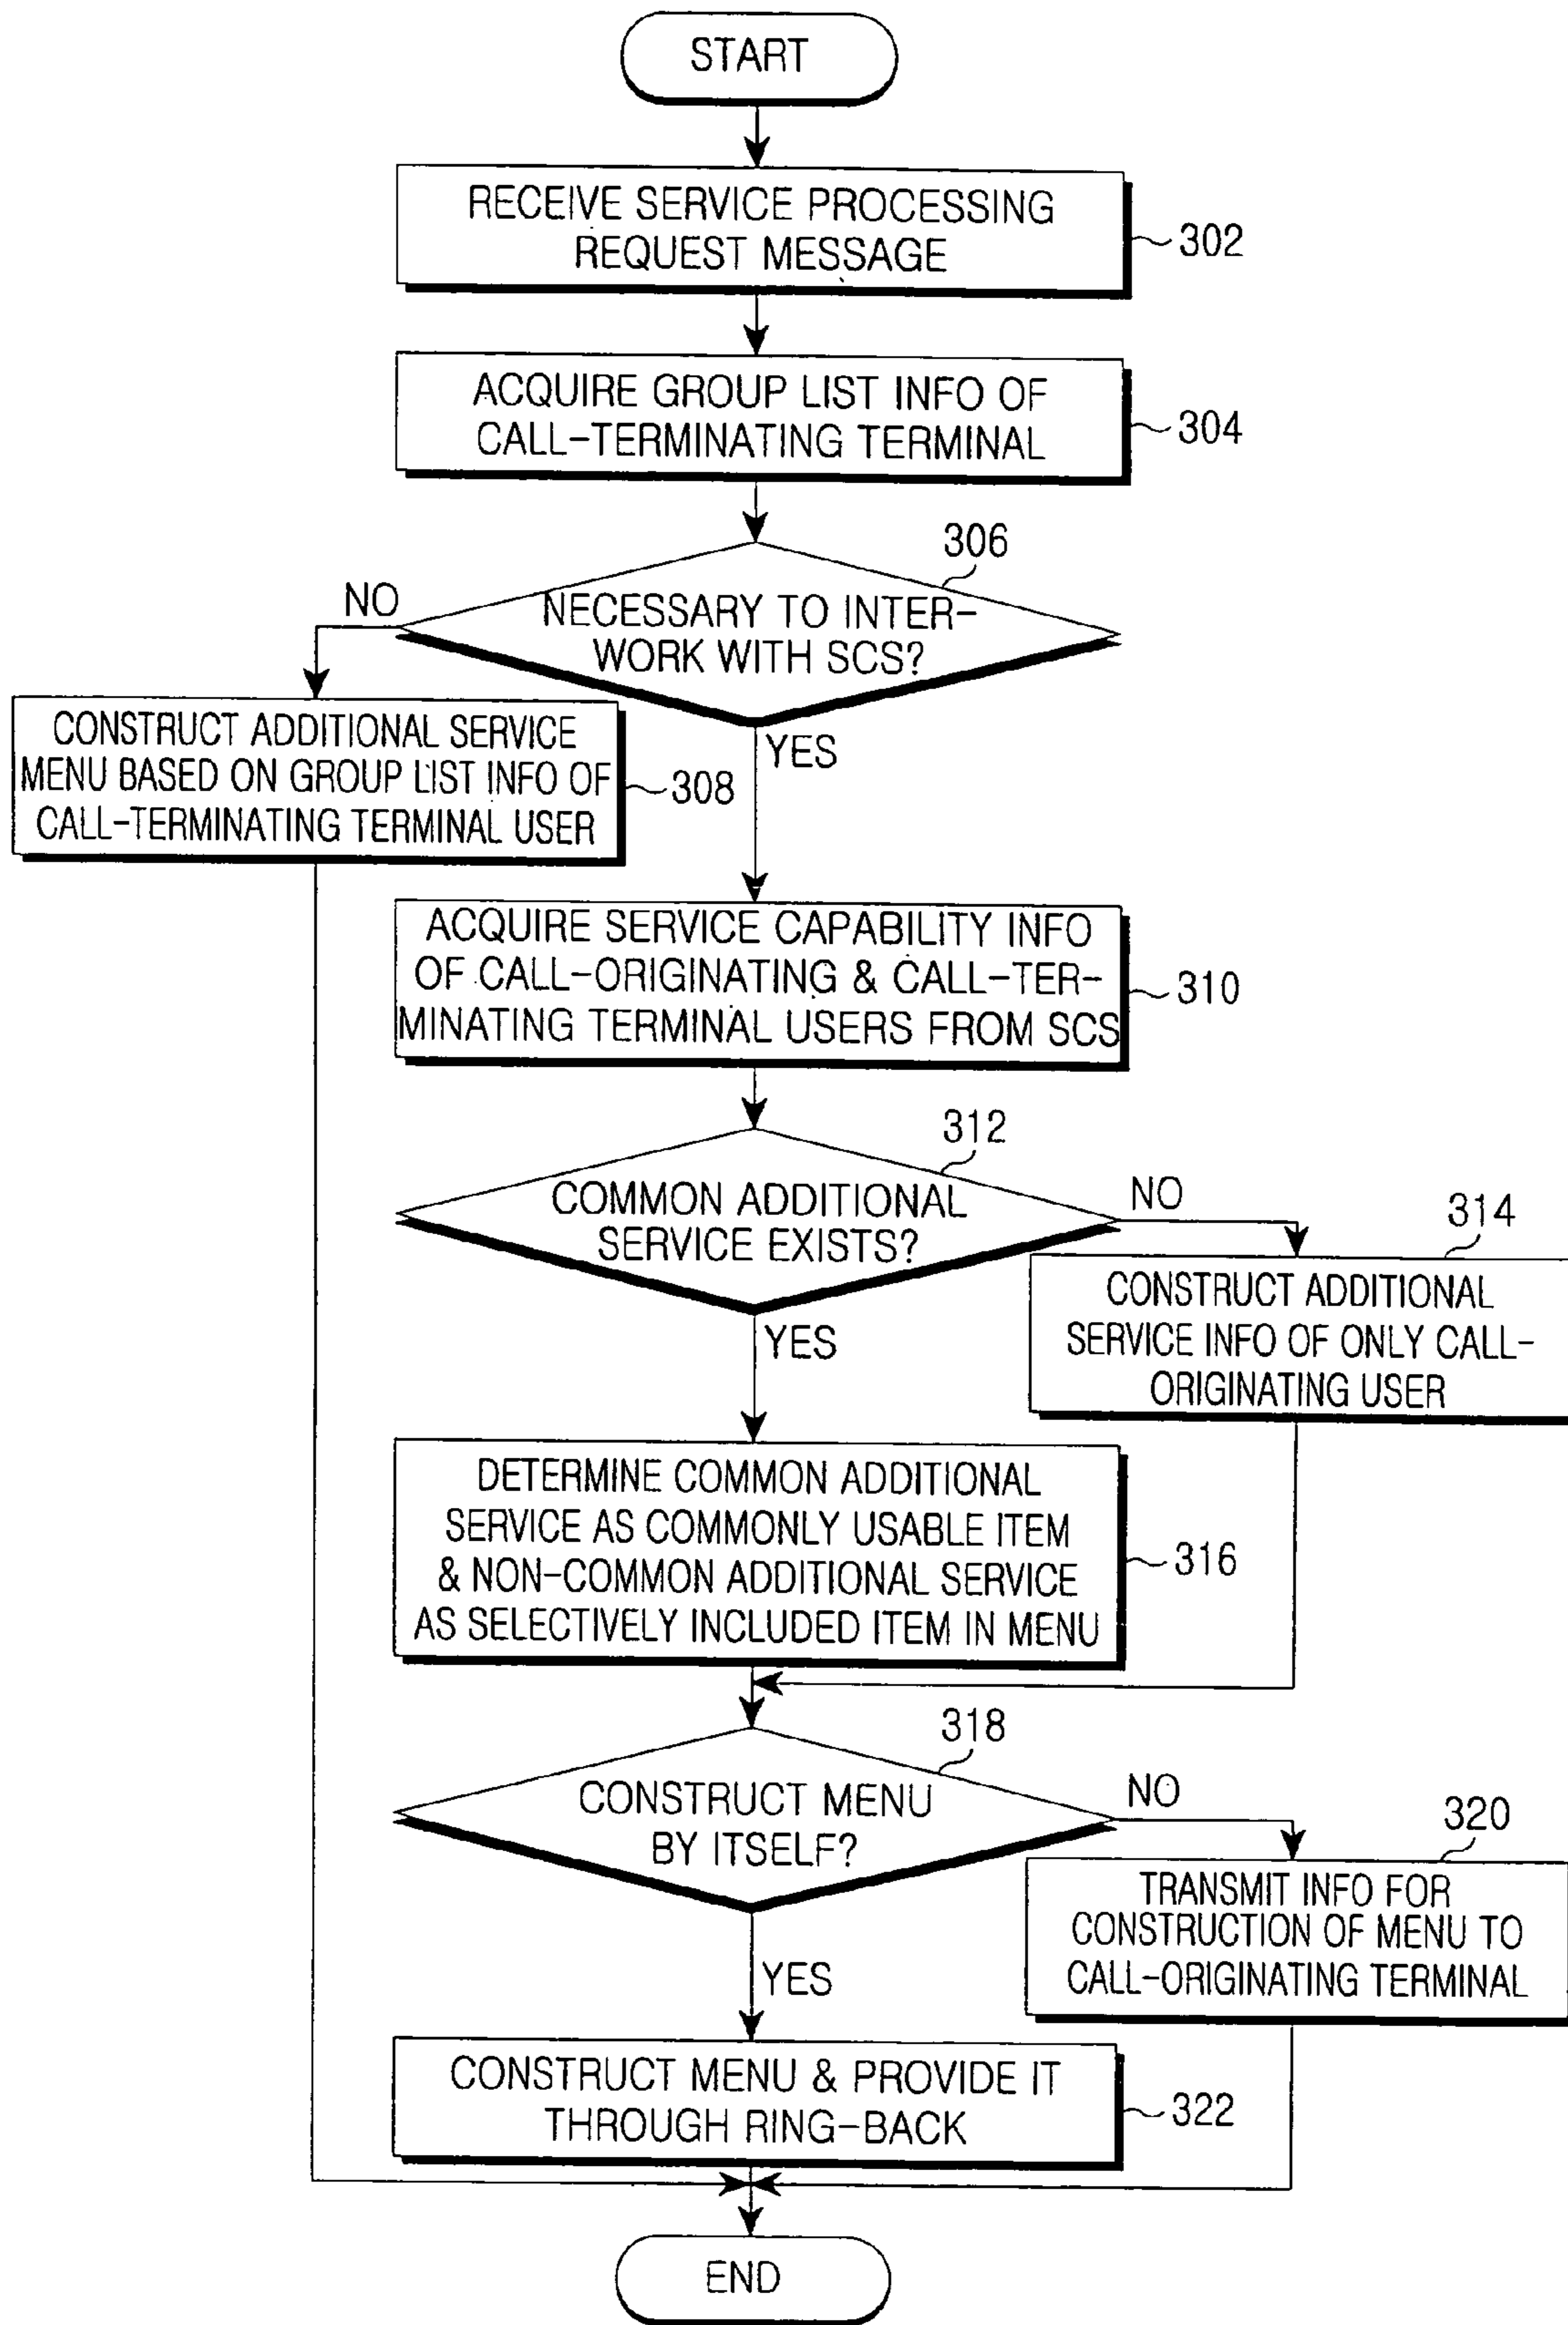 START
RECEIVE SERVICE PROCESSING
REQUEST MESSAGE
302
ACQUIRE GROUP LIST INFO OF
CALL-TERMINATING TERMINAL
304
306
NO
NECESSARY TO INTER-
WORK WITH SCS?
YES
CONSTRUCT ADDITIONAL SERVICE
MENU BASED ON GROUP LIST INFO OF
CALL-TERMINATING TERMINAL USER
308
ACQUIRE SERVICE CAPABILITY INFO
OF CALL-ORIGINATING & CALL-TER-
MINATING TERMINAL USERS FROM SCS
310
312
COMMON ADDITIONAL
SERVICE EXISTS?
NO
YES
314
CONSTRUCT ADDITIONAL
SERVICE INFO OF ONLY CALL-
ORIGINATING USER
DETERMINE COMMON ADDITIONAL
SERVICE AS COMMONLY USABLE ITEM
& NON-COMMON ADDITIONAL SERVICE
AS SELECTIVELY INCLUDED ITEM IN MENU
316
318
CONSTRUCT MENU
BY ITSELF?
NO
YES
320
TRANSMIT INFO FOR
CONSTRUCTION OF MENU TO
CALL-ORIGINATING TERMINAL
CONSTRUCT MENU & PROVIDE IT
THROUGH RING-BACK
322
END